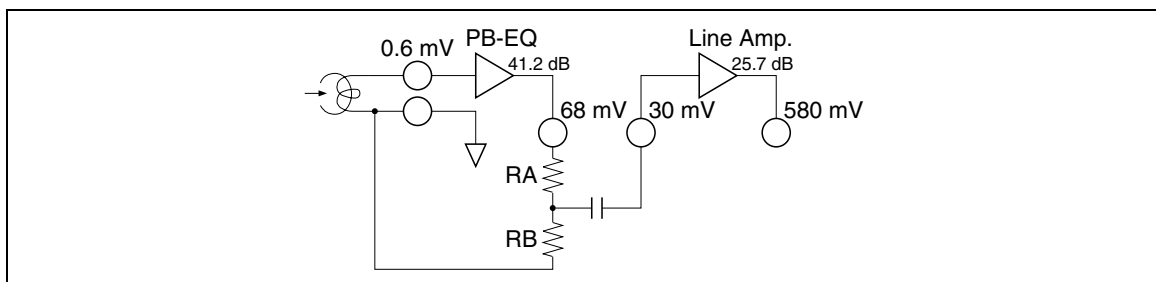 PB-EQ
Line Amp.
0.6 mV
41.2 dB
25.7 dB
68 mV
30 mV
580 mV
RA
RB